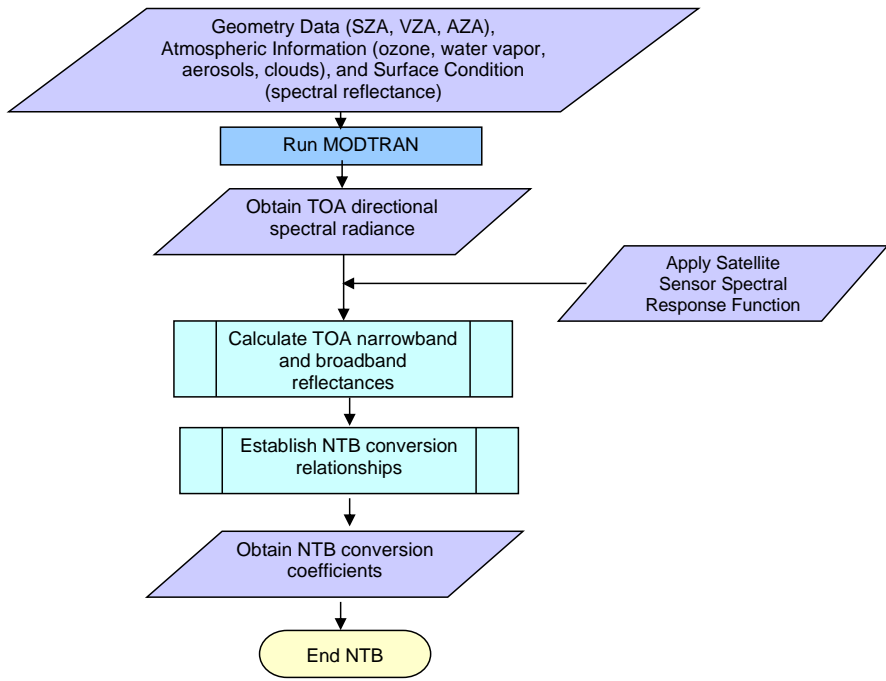 Geometry Data (SZA, VZA, AZA),
Atmospheric Information (ozone, water vapor,
aerosols, clouds), and Surface Condition
(spectral reflectance)
Run MODTRAN
Obtain TOA directional
spectral radiance
Apply Satellite
Sensor Spectral
Response Function
Calculate TOA narrowband
and broadband
reflectances
Establish NTB conversion
relationships
Obtain NTB conversion
coefficients
End NTB